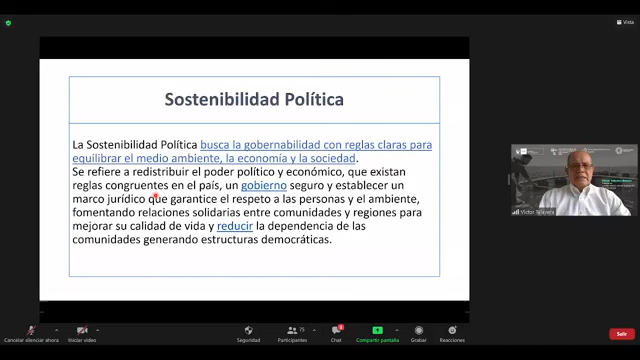 Vista
Sostenibilidad Política
La Sostenibilidad Política busca la gobernabilidad con reglas claras para
equilibrar el medio ambiente, la economía y la sociedad.
Se refiere a redistribuir el poder político y económico, que existan
reglas congruentes en el país, un gobierno seguro y establecer un
marco jurídico que garantice el respeto a las personas y el ambiente,
fomentando relaciones solidarias entre comunidades y regiones para
mejorar su calidad de vida y reducir la dependencia de las
comunidades generando estructuras democráticas.
Victor Talavera
75
Cancelar silenciar ahora Iniciar video Seguridad Participantes Chat Compartir pantalla Grabar Reacciones Salir